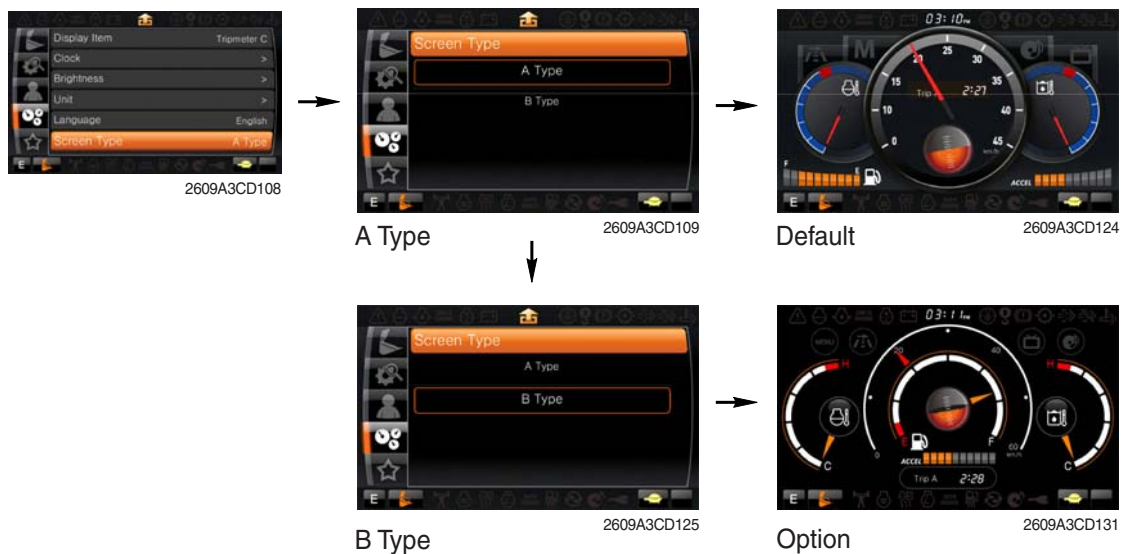 Display Item Tripmeter C
Clock >
Brightness >
Unit >
Language English
Screen Type A Type
E
2609A3CD108
Screen Type
A Type
B Type
E
A Type
2609A3CD109
03:10
M
0
10
15
20
25
30
35
40
45
km/h
Trip
2:27
F
E
ACCEL
E
Default
2609A3CD124
Screen Type
A Type
B Type
E
B Type
2609A3CD125
03:11
MENU
H
C
0
20
40
60
km/h
E
F
ACCEL
Trip A 2:28
H
C
E
Option
2609A3CD131